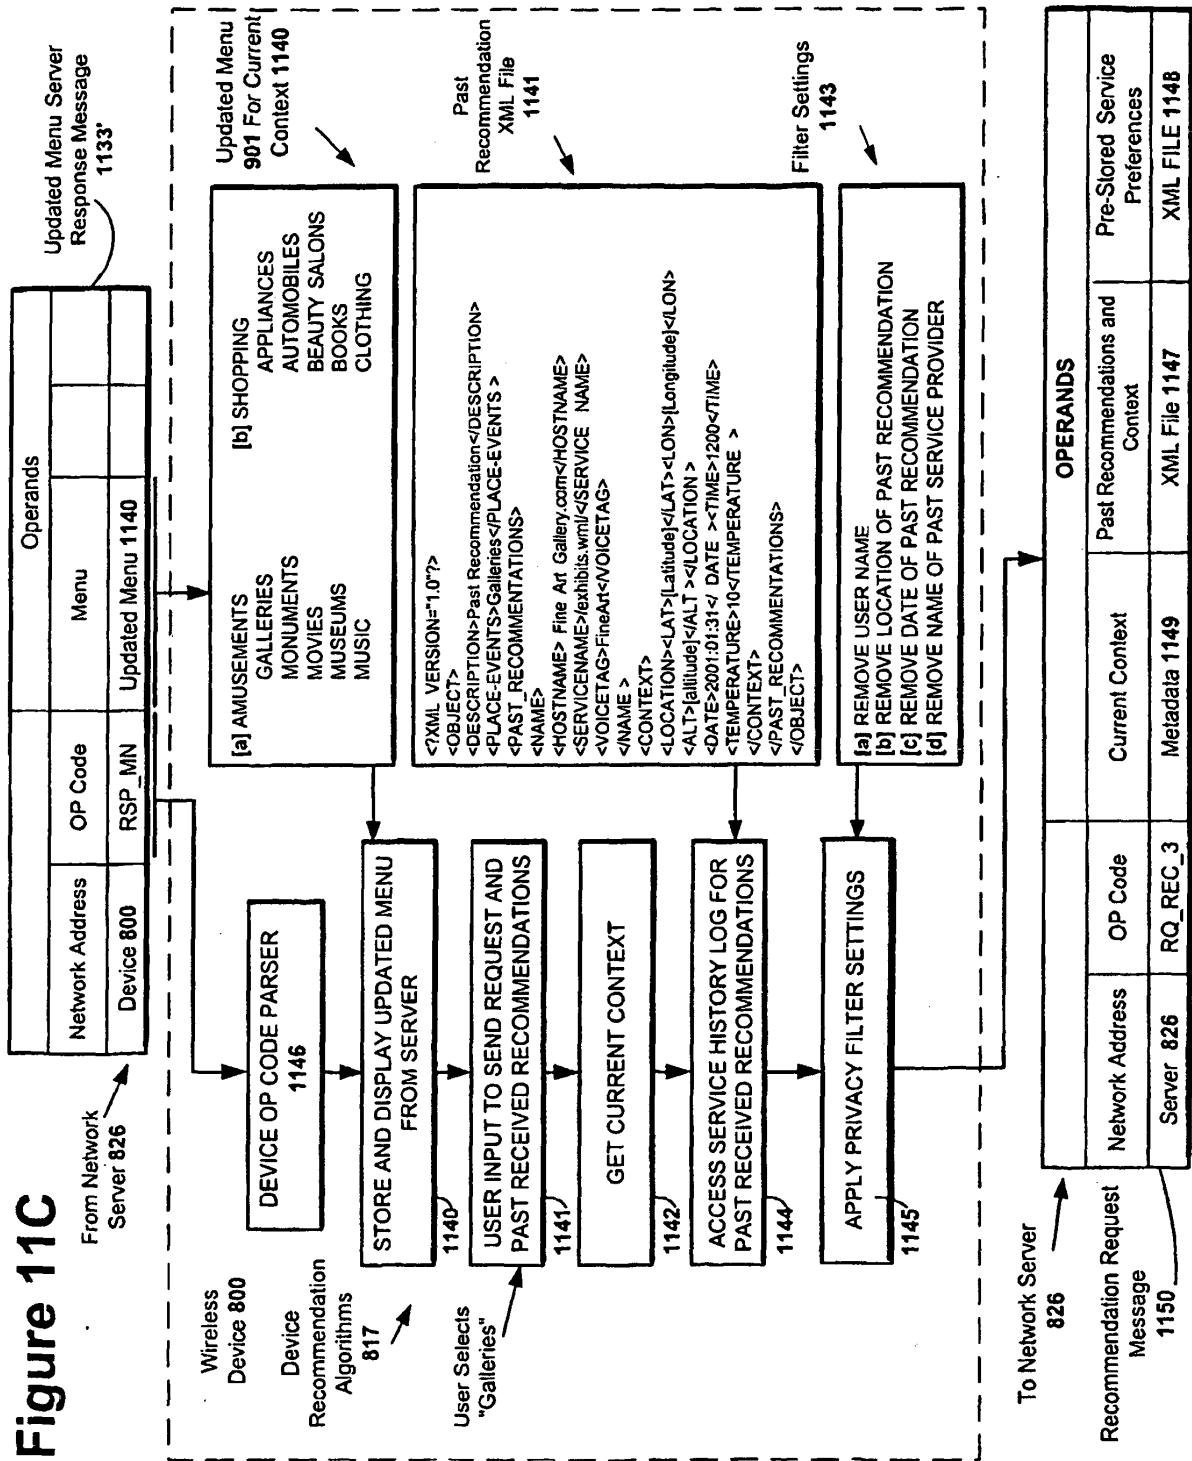 Figure 11C
From Network
Server 826
Operands
Network Address
OP Code
Menu
Device 800
RSP_MN
Updated Menu 1140
Updated Menu Server
Response Message
1133'
Wireless
Device 800
Device
Recommendation
Algorithms
817
User Selects
"Galleries"
DEVICE OP CODE PARSER
1146
STORE AND DISPLAY UPDATED MENU
FROM SERVER
1140
USER INPUT TO SEND REQUEST AND
PAST RECEIVED RECOMMENDATIONS
1141
GET CURRENT CONTEXT
1142
ACCESS SERVICE HISTORY LOG FOR
PAST RECEIVED RECOMMENDATIONS
1144
APPLY PRIVACY FILTER SETTINGS
1145
[a] AMUSEMENTS
GALLERIES
MONUMENTS
MOVIES
MUSEUMS
MUSIC
[b] SHOPPING
APPLIANCES
AUTOMOBILES
BEAUTY SALONS
BOOKS
CLOTHING
Updated Menu
901 For Current
Context 1140
<?XML VERSION="1.0"?>
<OBJECT>
<DESCRIPTION>Past Recommendation</DESCRIPTION>
<PLACE-EVENTS>Galleries</PLACE-EVENTS >
<PAST_RECOMMENTATIONS>
<NAME>
<HOSTNAME> Fine Art Gallery.com</HOSTNAME>
<SERVICENAME>/exhibits.wml/</SERVICE NAME>
<VOICETAG>FineArt</VOICETAG>
</NAME >
<CONTEXT>
<LOCATION><LAT>[Latitude]</LAT><LON>[Longitude]</LON>
<ALT>[altitude]</ALT ></LOCATION >
<DATE>2001:01:31</ DATE ><TIME>1200</TIME>
<TEMPERATURE>10</TEMPERATURE >
</CONTEXT>
</PAST_RECOMMENTATIONS>
</OBJECT>
Past
Recommendation
XML File
1141
[a] REMOVE USER NAME
[b] REMOVE LOCATION OF PAST RECOMMENDATION
[c] REMOVE DATE OF PAST RECOMMENDATION
[d] REMOVE NAME OF PAST SERVICE PROVIDER
Filter Settings
1143
To Network Server
826
Recommendation Request
Message
1150
OPERANDS
Network Address
OP Code
Current Context
Past Recommendations and
Context
Pre-Stored Service
Preferences
Server 826
RQ_REC_3
Metadata 1149
XML File 1147
XML FILE 1148